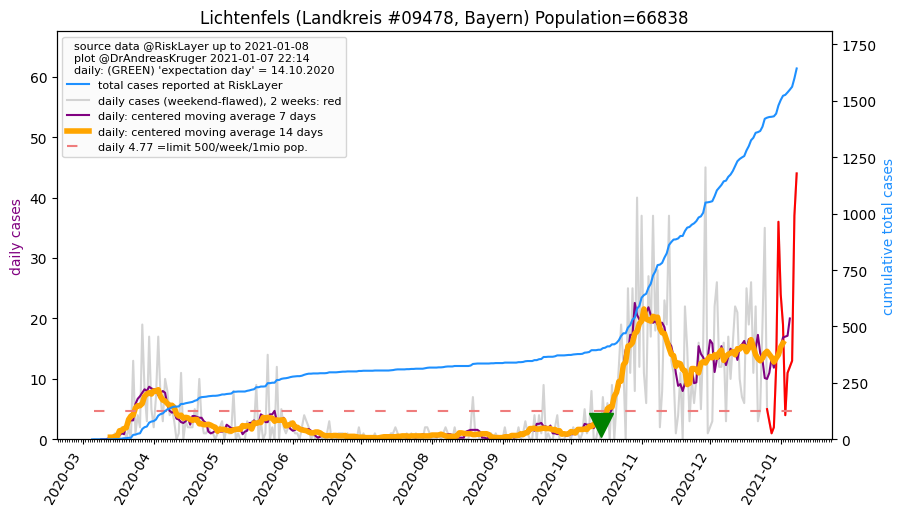 Lichtenfels (Landkreis #09478, Bayern) Population=66838
source data @RiskLayer up to 2021-01-08
plot @DrAndreasKruger 2021-01-07 22:14
daily: (GREEN) 'expectation day' = 14.10.2020
total cases reported at RiskLayer
daily cases (weekend-flawed), 2 weeks: red
daily: centered moving average 7 days
daily: centered moving average 14 days
daily 4.77 =limit 500/week/1mio pop.
daily cases
60
50
40
30
20
10
0
cumulative total cases
1750
1500
1250
1000
750
500
250
0
2020-03
2020-04
2020-05
2020-06
2020-07
2020-08
2020-09
2020-10
2020-11
2020-12
2021-01